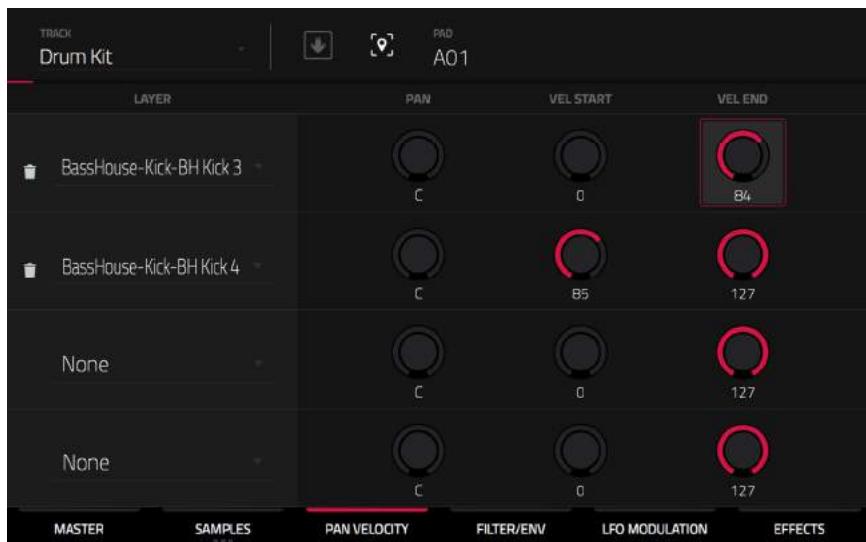 TRACK PAD
Drum Kit A01
LAYER PAN VEL START VEL END
BassHouse-Kick-BH Kick 3 C 0 84
BassHouse-Kick-BH Kick 4 C 85 127
None C 0 127
None C 0 127
MASTER SAMPLES PAN VELOCITY FILTER/ENV LFO MODULATION EFFECTS